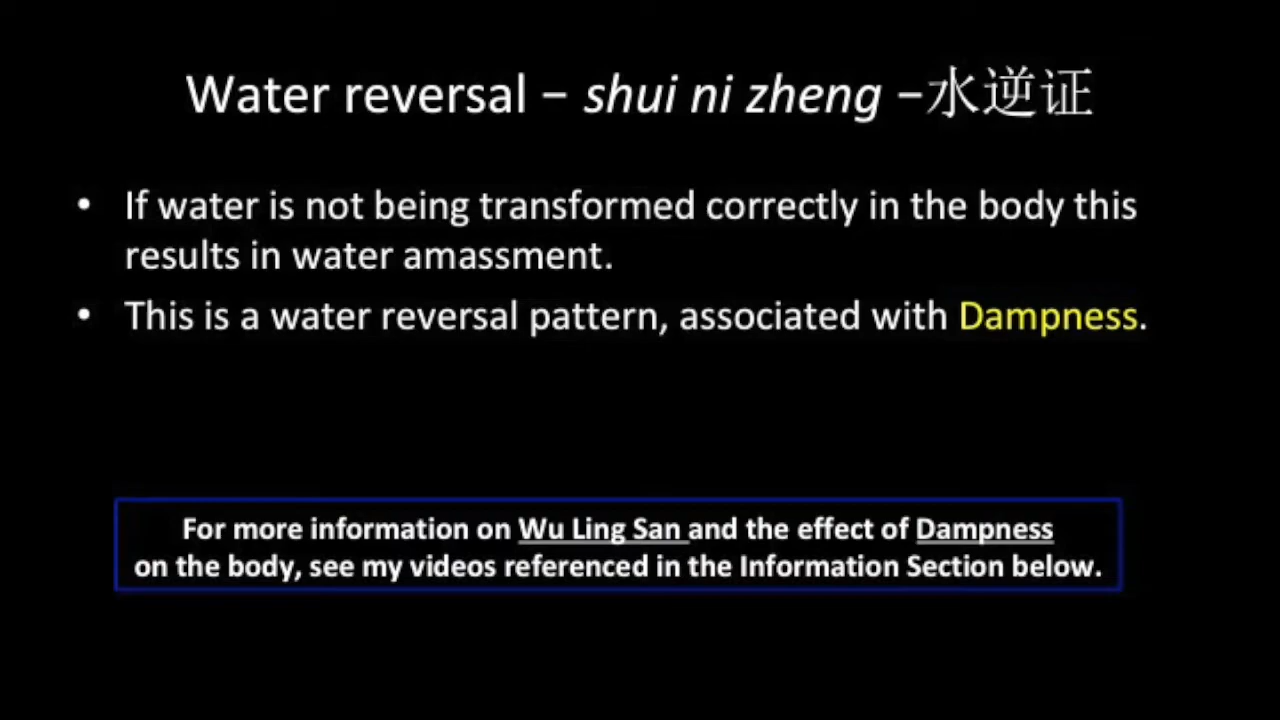 Water reversal – shui ni zheng –水逆证
• If water is not being transformed correctly in the body this
results in water amassment.
• This is a water reversal pattern, associated with Dampness.
For more information on Wu Ling San and the effect of Dampness
on the body, see my videos referenced in the Information Section below.